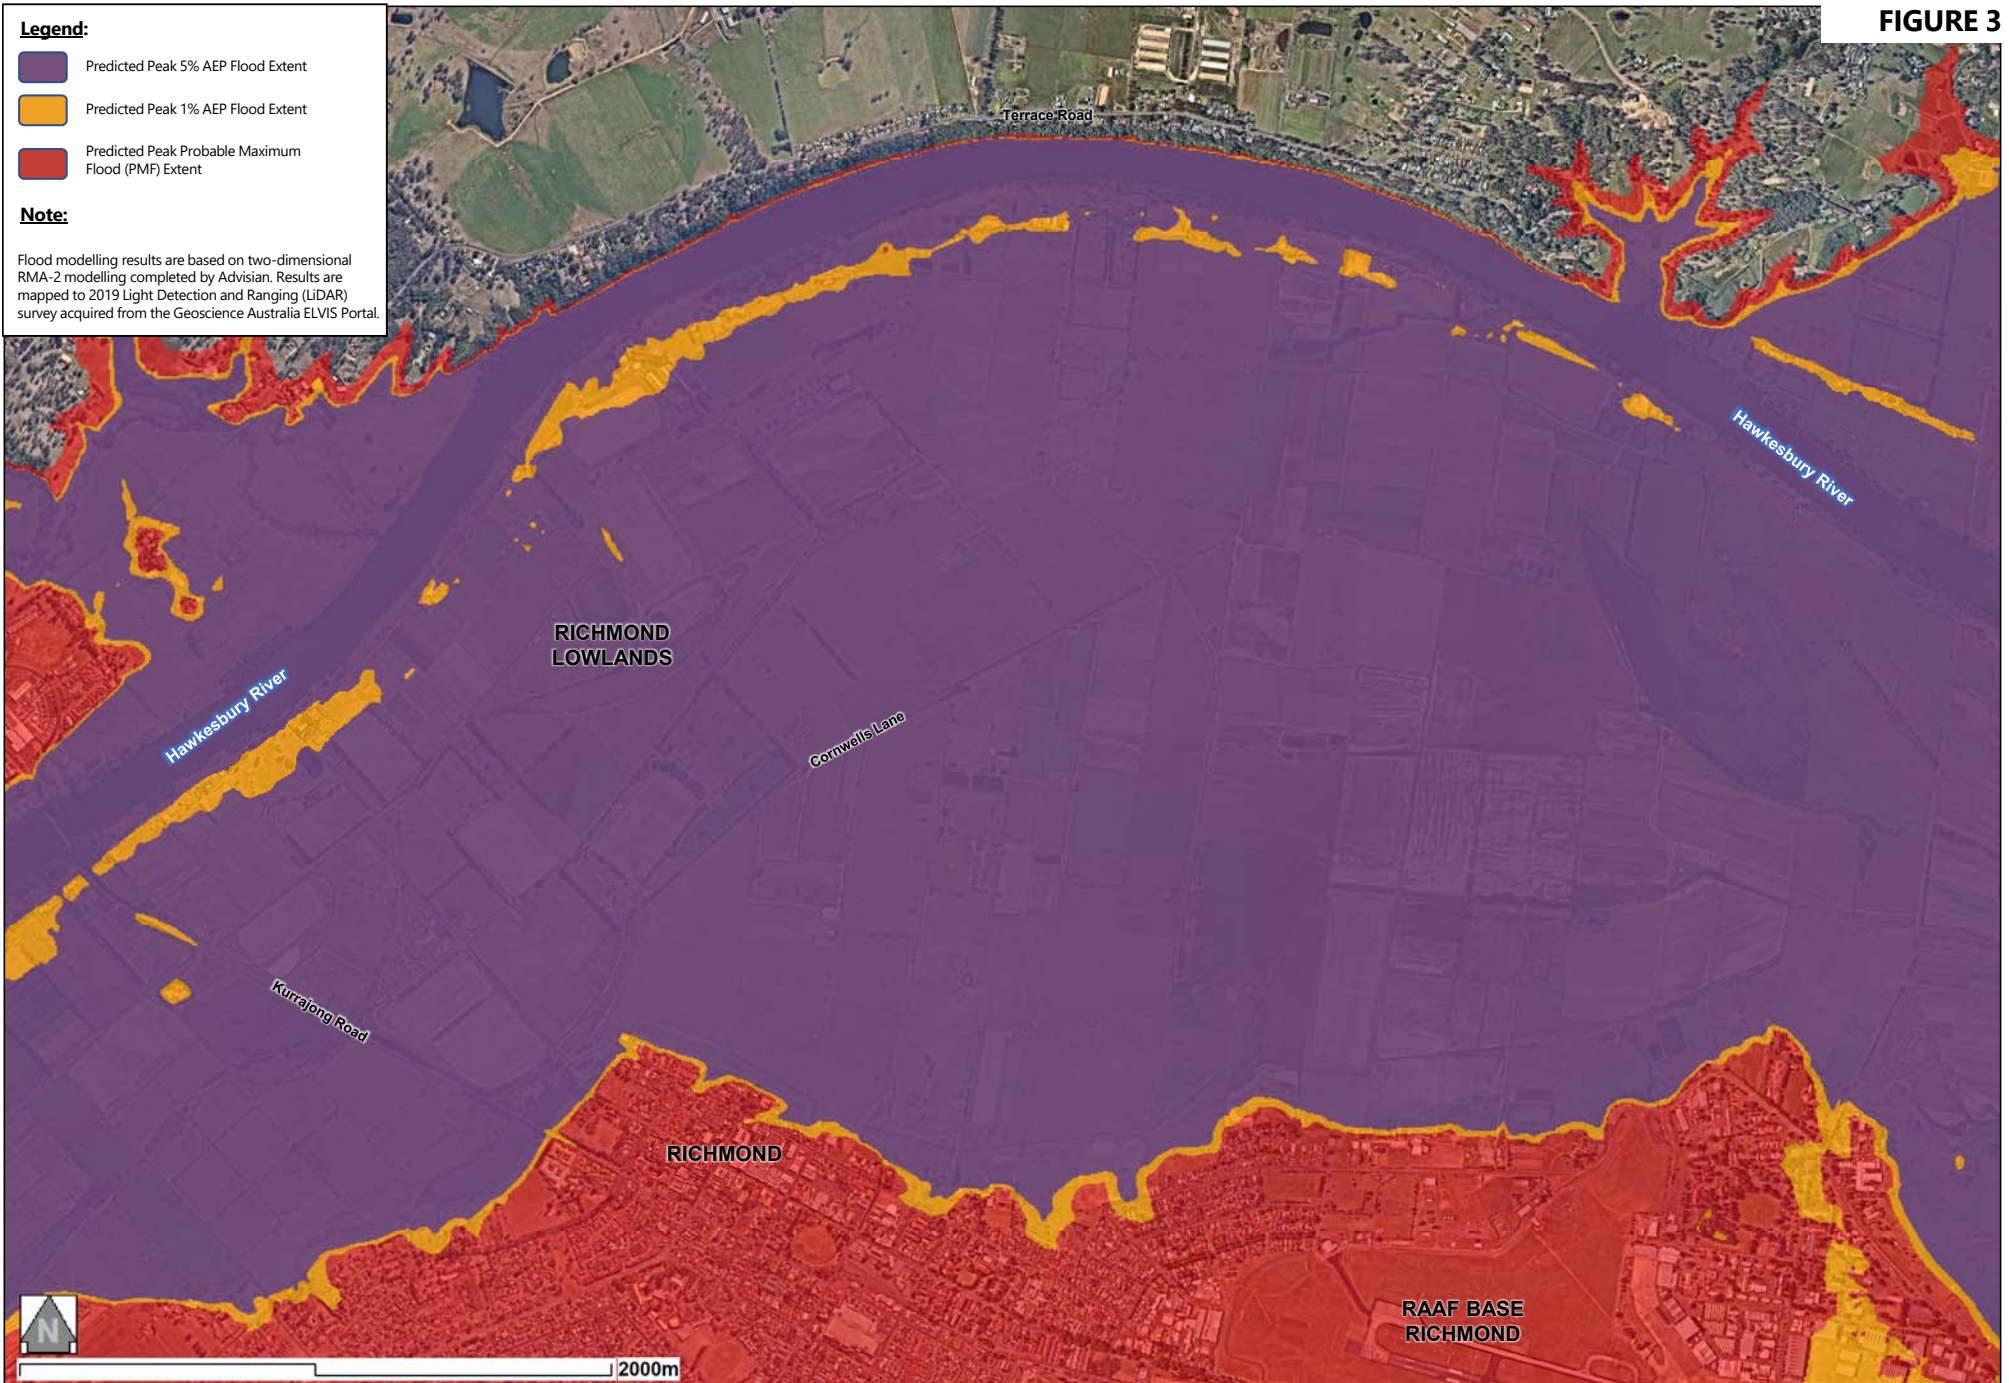 FIGURE 3
Legend:
Predicted Peak 5% AEP Flood Extent
Predicted Peak 1% AEP Flood Extent
Predicted Peak Probable Maximum
Flood (PMF) Extent
Note:
Flood modelling results are based on two-dimensional
RMA-2 modelling completed by Advisian. Results are
mapped to 2019 Light Detection and Ranging (LiDAR)
survey acquired from the Geoscience Australia ELVIS Portal.
Terrace Road
Hawkesbury River
RICHMOND
LOWLANDS
Hawkesbury River
Cornwells Lane
Kurrajong Road
RICHMOND
RAAF BASE
RICHMOND
N
2000m